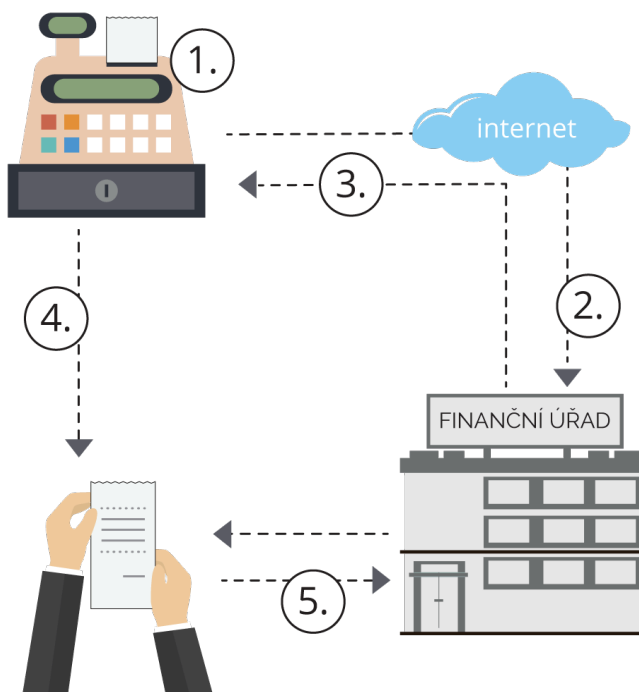 1.
internet
3.
2.
4.
FINANČNÍ ÚŘAD
5.